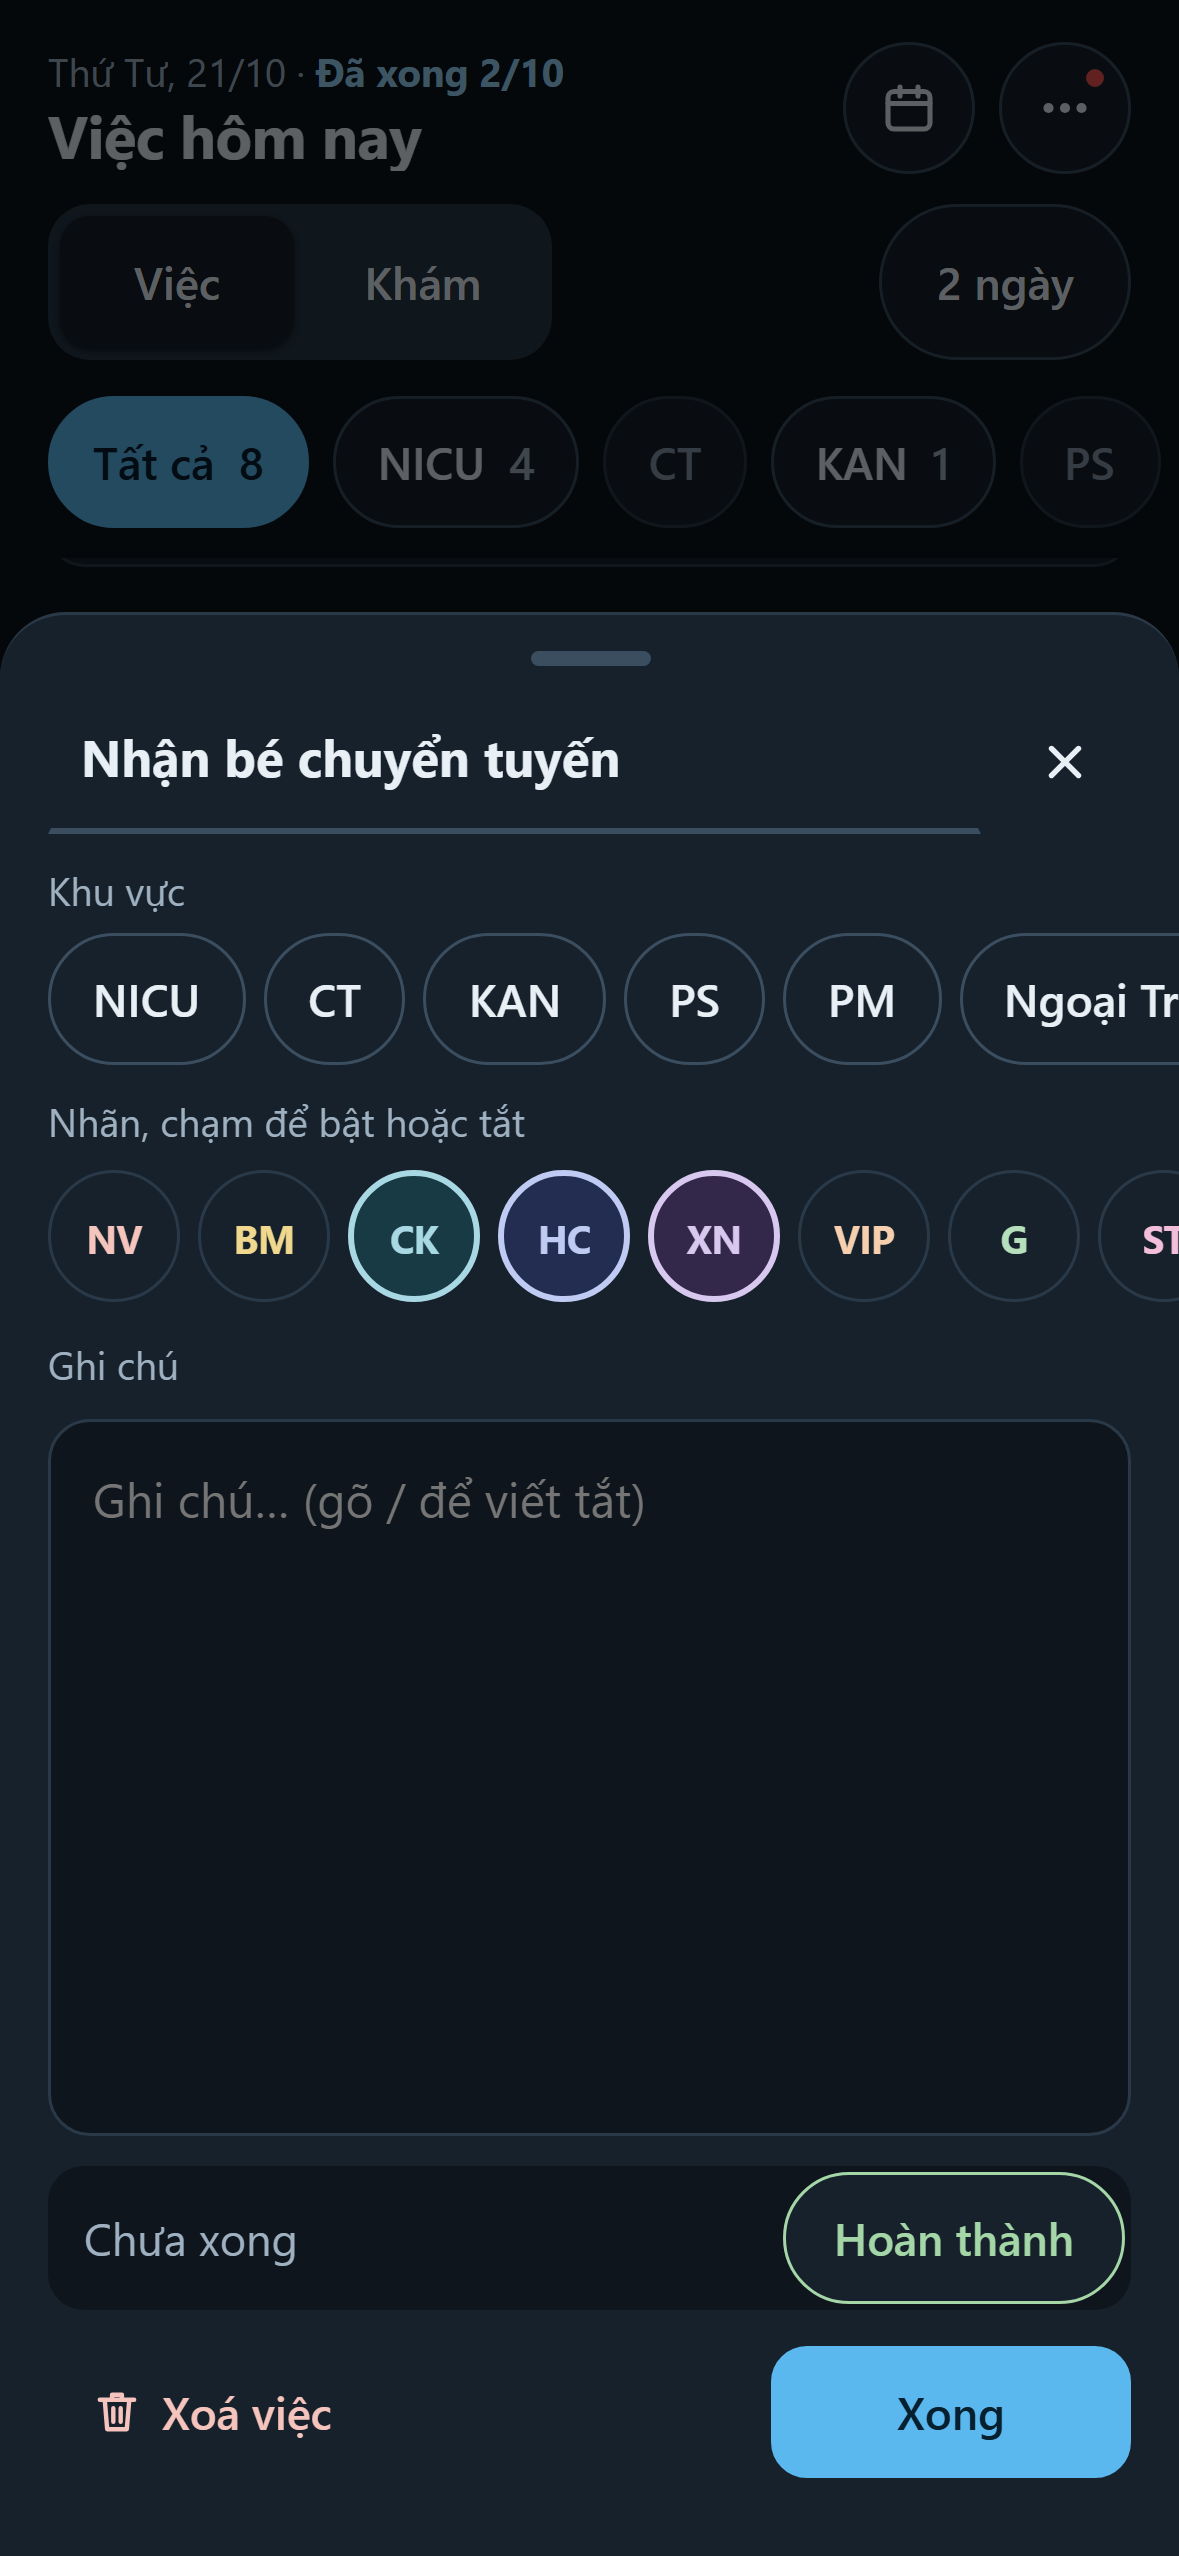 Thứ Tư, 21/10 · Đã xong 2/10
Việc hôm nay
Việc Khám 2 ngày
Tất cả 8 NICU 4 CT KAN 1 PS
Nhận bé chuyển tuyến
Khu vực
NICU CT KAN PS PM Ngoại Tr
Nhãn, chạm để bật hoặc tắt
NV BM CK HC XN VIP G ST
Ghi chú
Ghi chú... (gõ / để viết tắt)
Chưa xong Hoàn thành
Xoá việc Xong